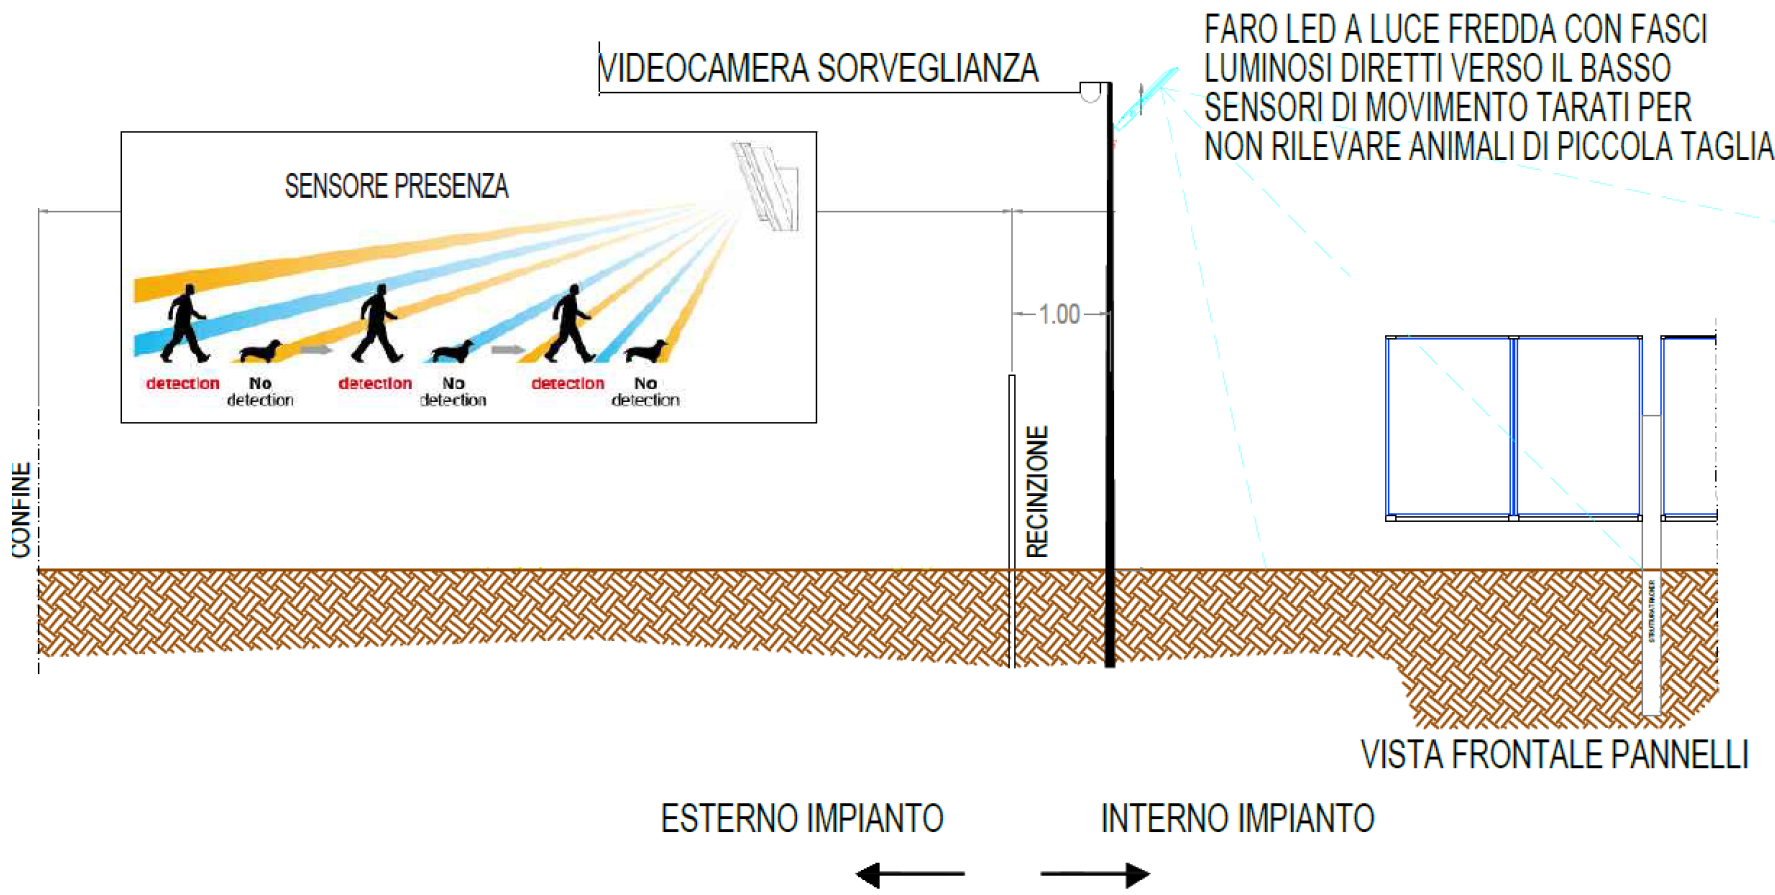 FARO LED A LUCE FREDDA CON FASCI
LUMINOSI DIRETTI VERSO IL BASSO
SENSORI DI MOVIMENTO TARATI PER
NON RILEVARE ANIMALI DI PICCOLA TAGLIA
VIDEOCAMERA SORVEGLIANZA
SENSORE PRESENZA
detection
No
detection
detection
No
detection
detection
No
detection
1.00
CONFINE
RECINZIONE
VISTA FRONTALE PANNELLI
ESTERNO IMPIANTO
INTERNO IMPIANTO